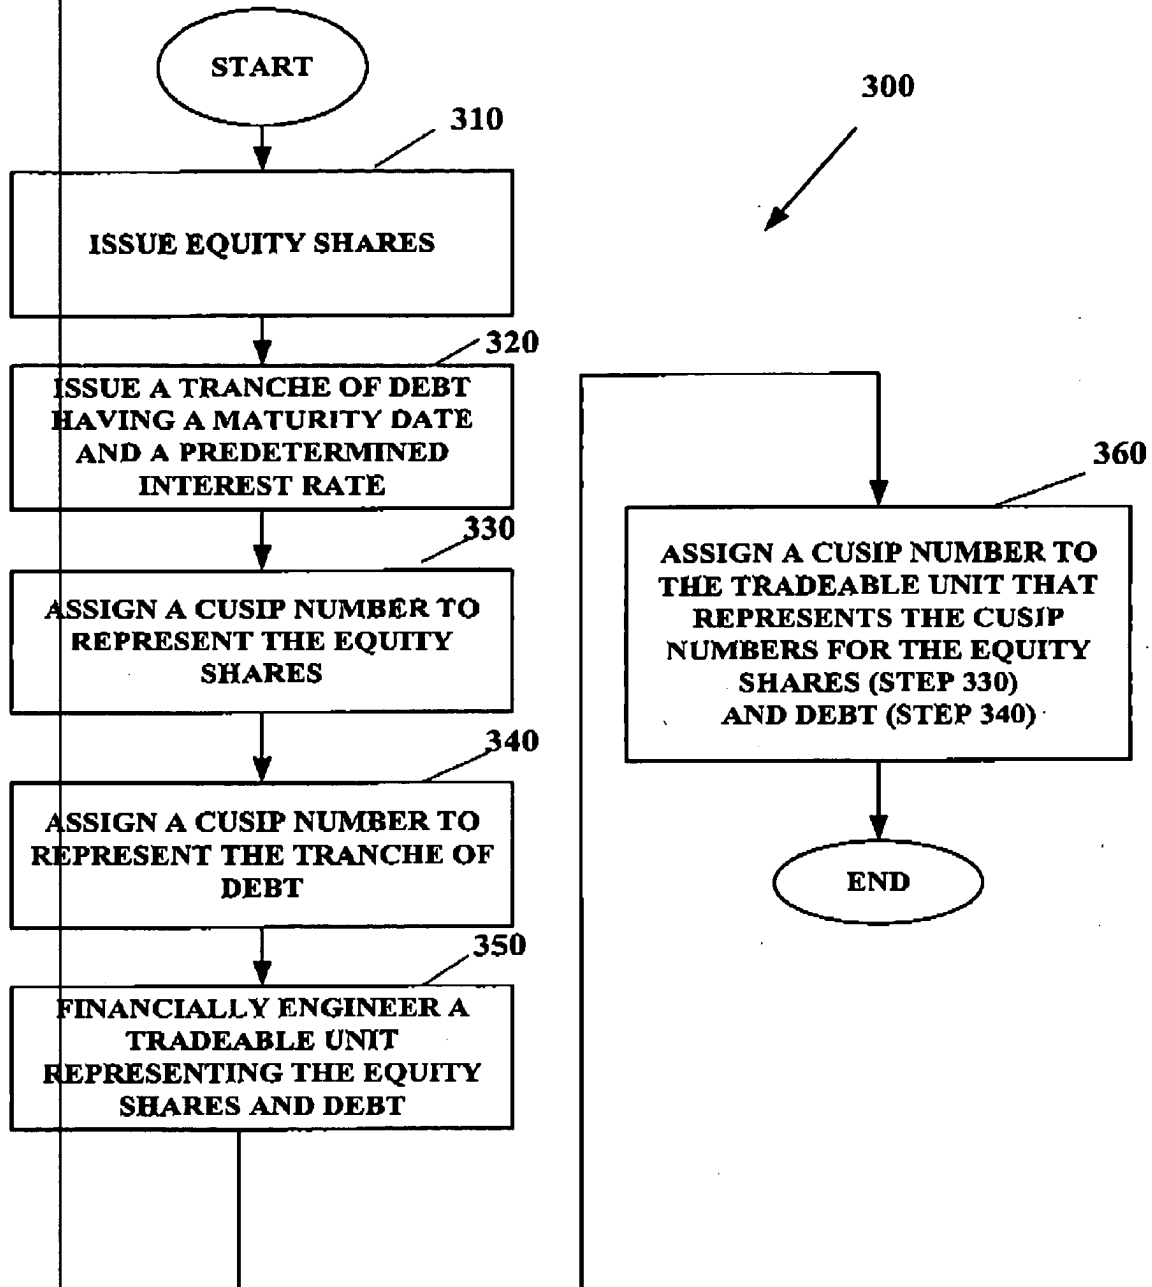 START
300
310
ISSUE EQUITY SHARES
320
ISSUE A TRANCHE OF DEBT
HAVING A MATURITY DATE
AND A PREDETERMINED
INTEREST RATE
330
ASSIGN A CUSIP NUMBER TO
REPRESENT THE EQUITY
SHARES
340
ASSIGN A CUSIP NUMBER TO
REPRESENT THE TRANCHE OF
DEBT
350
FINANCIALLY ENGINEER A
TRADEABLE UNIT
REPRESENTING THE EQUITY
SHARES AND DEBT
360
ASSIGN A CUSIP NUMBER TO
THE TRADEABLE UNIT THAT
REPRESENTS THE CUSIP
NUMBERS FOR THE EQUITY
SHARES (STEP 330)
AND DEBT (STEP 340)
END